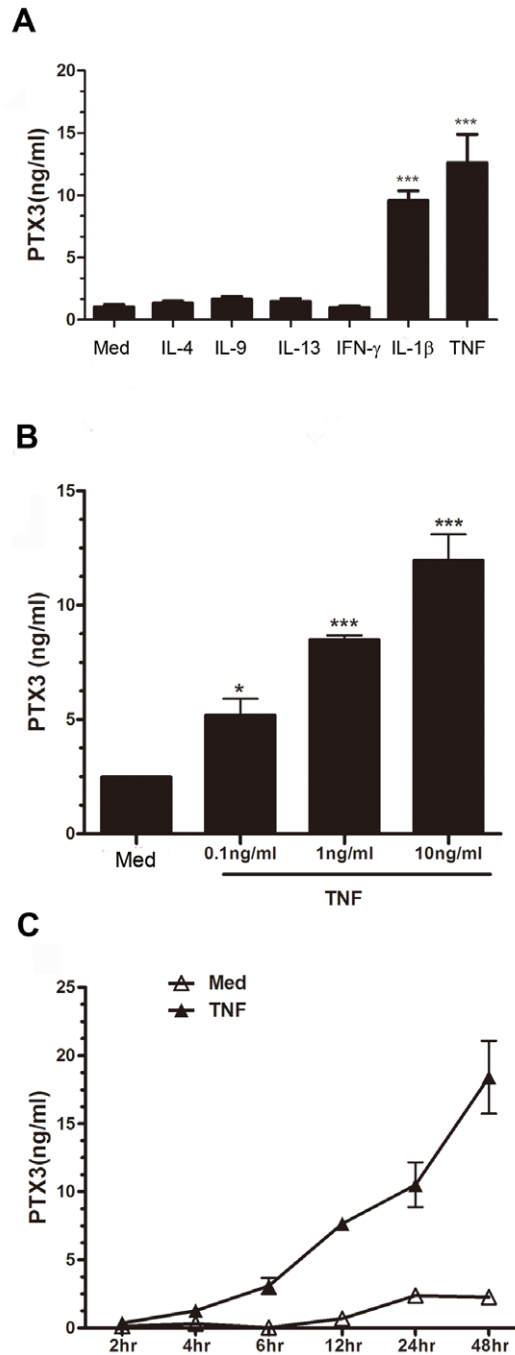 A
PTX3(ng/ml)
20
15
10
5
0
*** ***
Med IL-4 IL-9 IL-13 IFN-γ IL-1β TNF
B
PTX3 (ng/ml)
15
10
5
0
* *** ***
Med 0.1ng/ml 1ng/ml 10ng/ml
TNF
C
Med
TNF
PTX3(ng/ml)
25
20
15
10
5
0
2hr 4hr 6hr 12hr 24hr 48hr